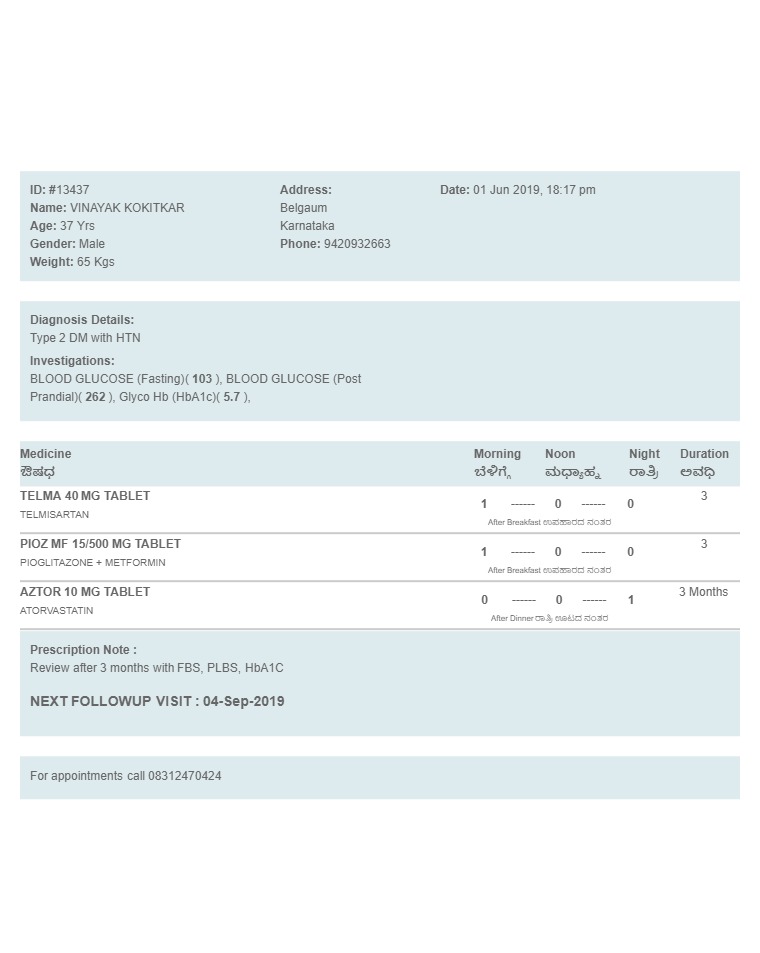 ID: #13437
Name: VINAYAK KOKITKAR
Age: 37 Yrs
Gender: Male
Weight: 65 Kgs
Address:
Belgaum
Karnataka
Phone: 9420932663
Date: 01 Jun 2019, 18:17 pm
Diagnosis Details:
Type 2 DM with HTN
Investigations:
BLOOD GLUCOSE (Fasting)( 103 ), BLOOD GLUCOSE (Post
Prandial)( 262 ), Glyco Hb (HbA1c)( 5.7 ),
Medicine Morning Noon Night Duration
ಔಷಧ ಬೆಳಿಗ್ಗೆ ಮಧ್ಯಾಹ್ನ ರಾತ್ರಿ ಅವಧಿ
TELMA 40 MG TABLET 3
1 ------ 0 ------ 0
TELMISARTAN
After Breakfast ಉಪಹಾರದ ನಂತರ
PIOZ MF 15/500 MG TABLET 3
1 ------ 0 ------ 0
PIOGLITAZONE + METFORMIN
After Breakfast ಉಪಹಾರದ ನಂತರ
AZTOR 10 MG TABLET 3 Months
0 ------ 0 ------ 1
ATORVASTATIN
After Dinner ರಾತ್ರಿ ಊಟದ ನಂತರ
Prescription Note :
Review after 3 months with FBS, PLBS, HbA1C
NEXT FOLLOWUP VISIT : 04-Sep-2019
For appointments call 08312470424